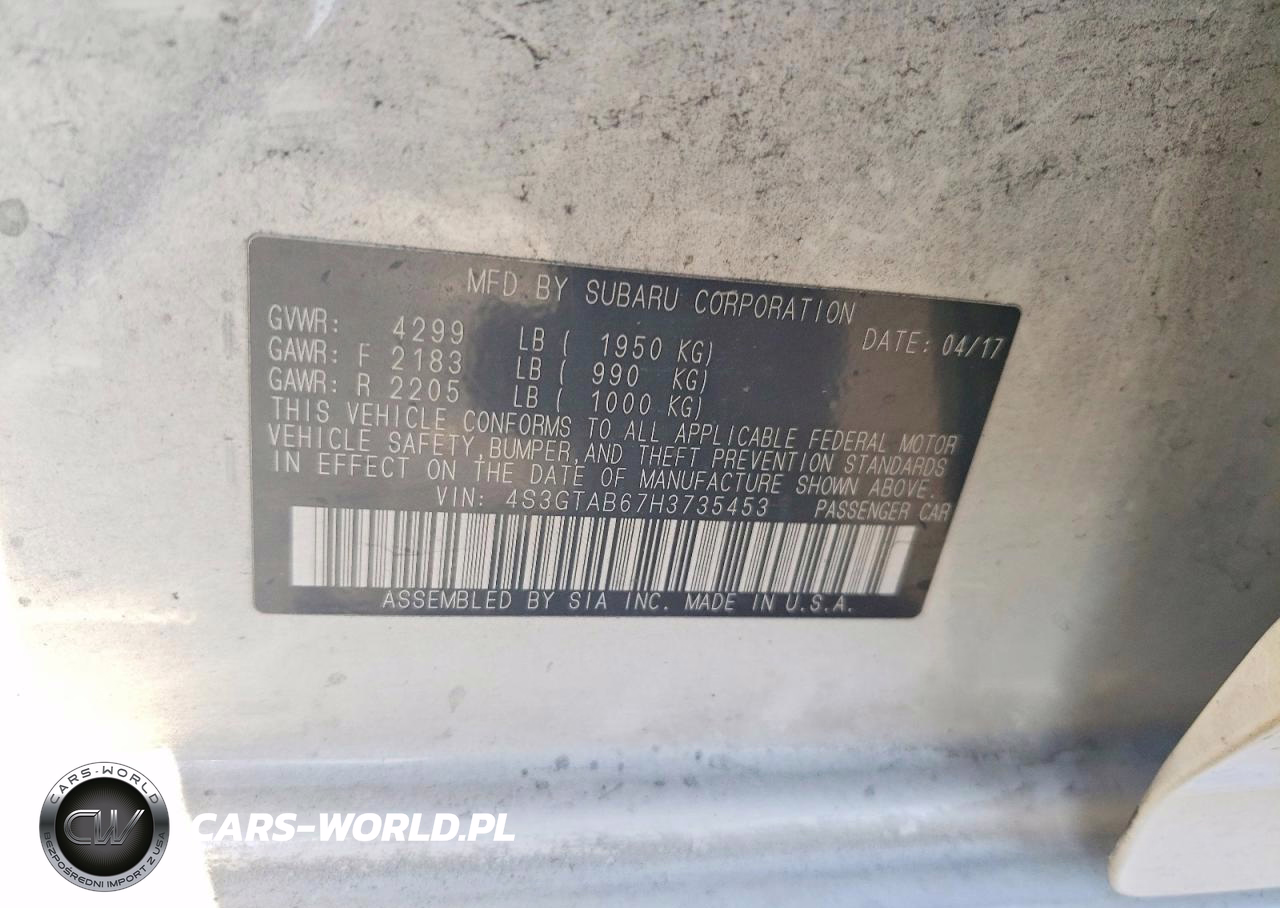 MFD BY SUBARU CORPORATION
GVWR: 4299 LB ( 1950 KG) DATE: 04/17
GAWR: F 2183 LB ( 990 KG)
GAWR: R 2205 LB ( 1000 KG)
THIS VEHICLE CONFORMS TO ALL APPLICABLE FEDERAL MOTOR
VEHICLE SAFETY, BUMPER, AND THEFT PREVENTION STANDARDS
IN EFFECT ON THE DATE OF MANUFACTURE SHOWN ABOVE.
VIN: 4S3GTAB67H3735453 PASSENGER CAR
ASSEMBLED BY SIA INC. MADE IN U.S.A.
CARS-WORLD
CW
BEZPOŚREDNI IMPORT Z USA
CARS-WORLD.PL